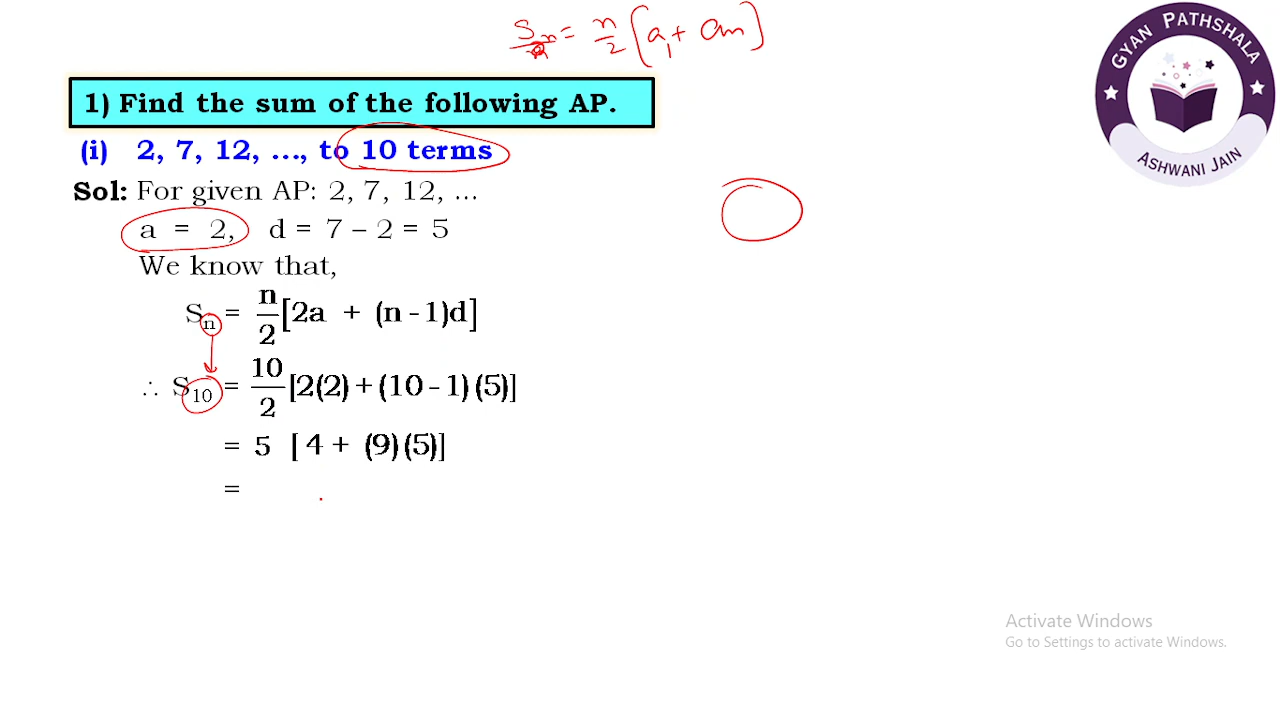 Sₙ = n/2 [a₁ + aₙ]
GYAN PATHSHALA
ASHWANI JAIN
1) Find the sum of the following AP.
(i) 2, 7, 12, ..., to 10 terms
Sol: For given AP: 2, 7, 12, ...
a = 2, d = 7 – 2 = 5
We know that,
Sₙ = n/2 [2a + (n - 1)d]
∴ S₁₀ = 10/2 [2(2) + (10 - 1) (5)]
= 5 [ 4 + (9) (5)]
=
Activate Windows
Go to Settings to activate Windows.